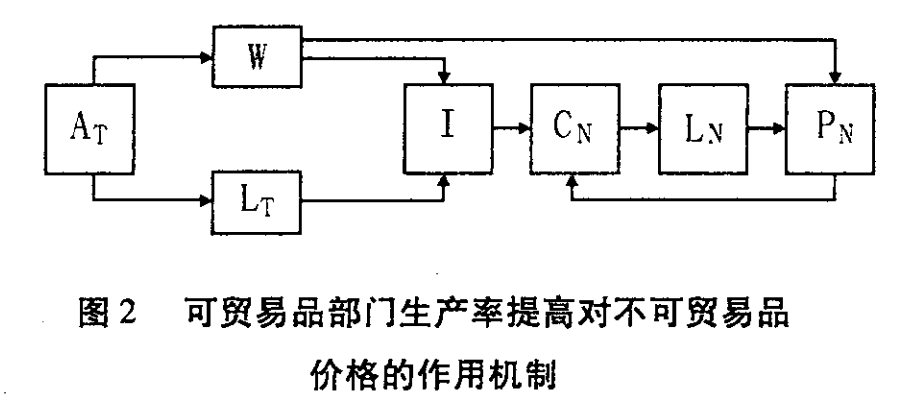 W
A_T
I
C_N
L_N
P_N
L_T
图2 可贸易品部门生产率提高对不可贸易品
价格的作用机制